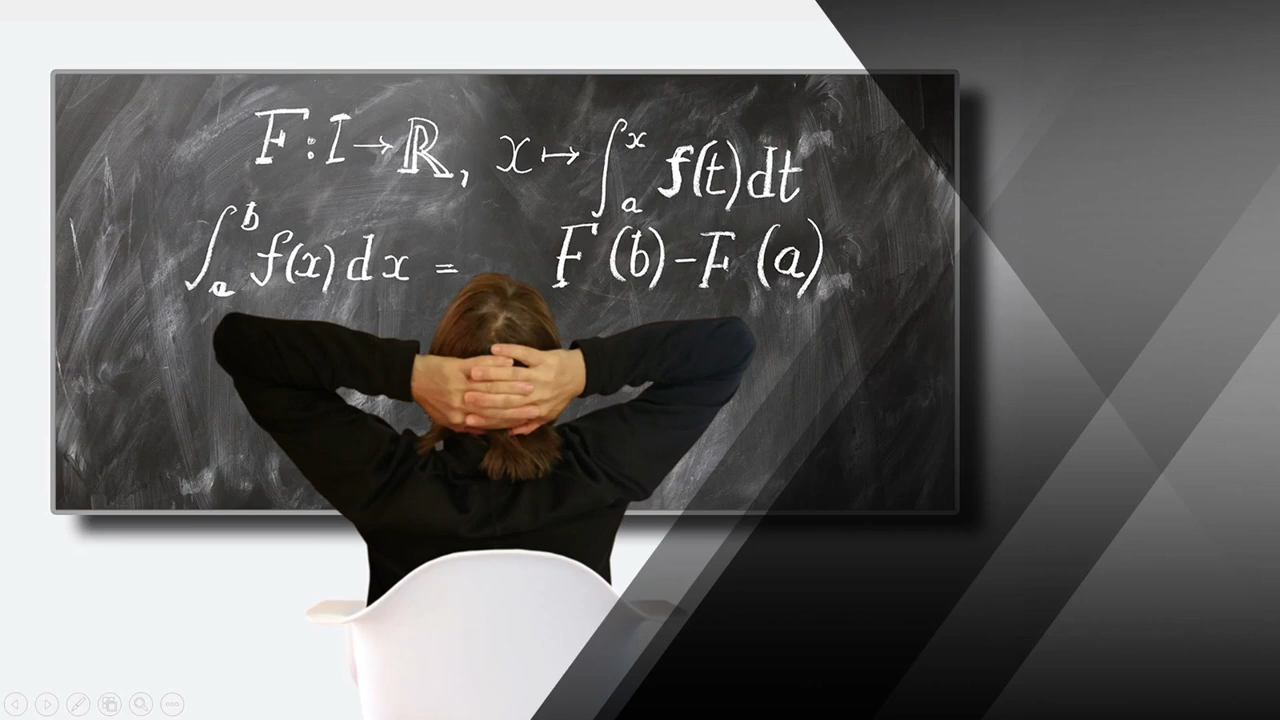 F : I → ℝ, x ↦ ∫ₐˣ f(t) dt
∫ₐᵇ f(x) dx = F (b) – F (a)